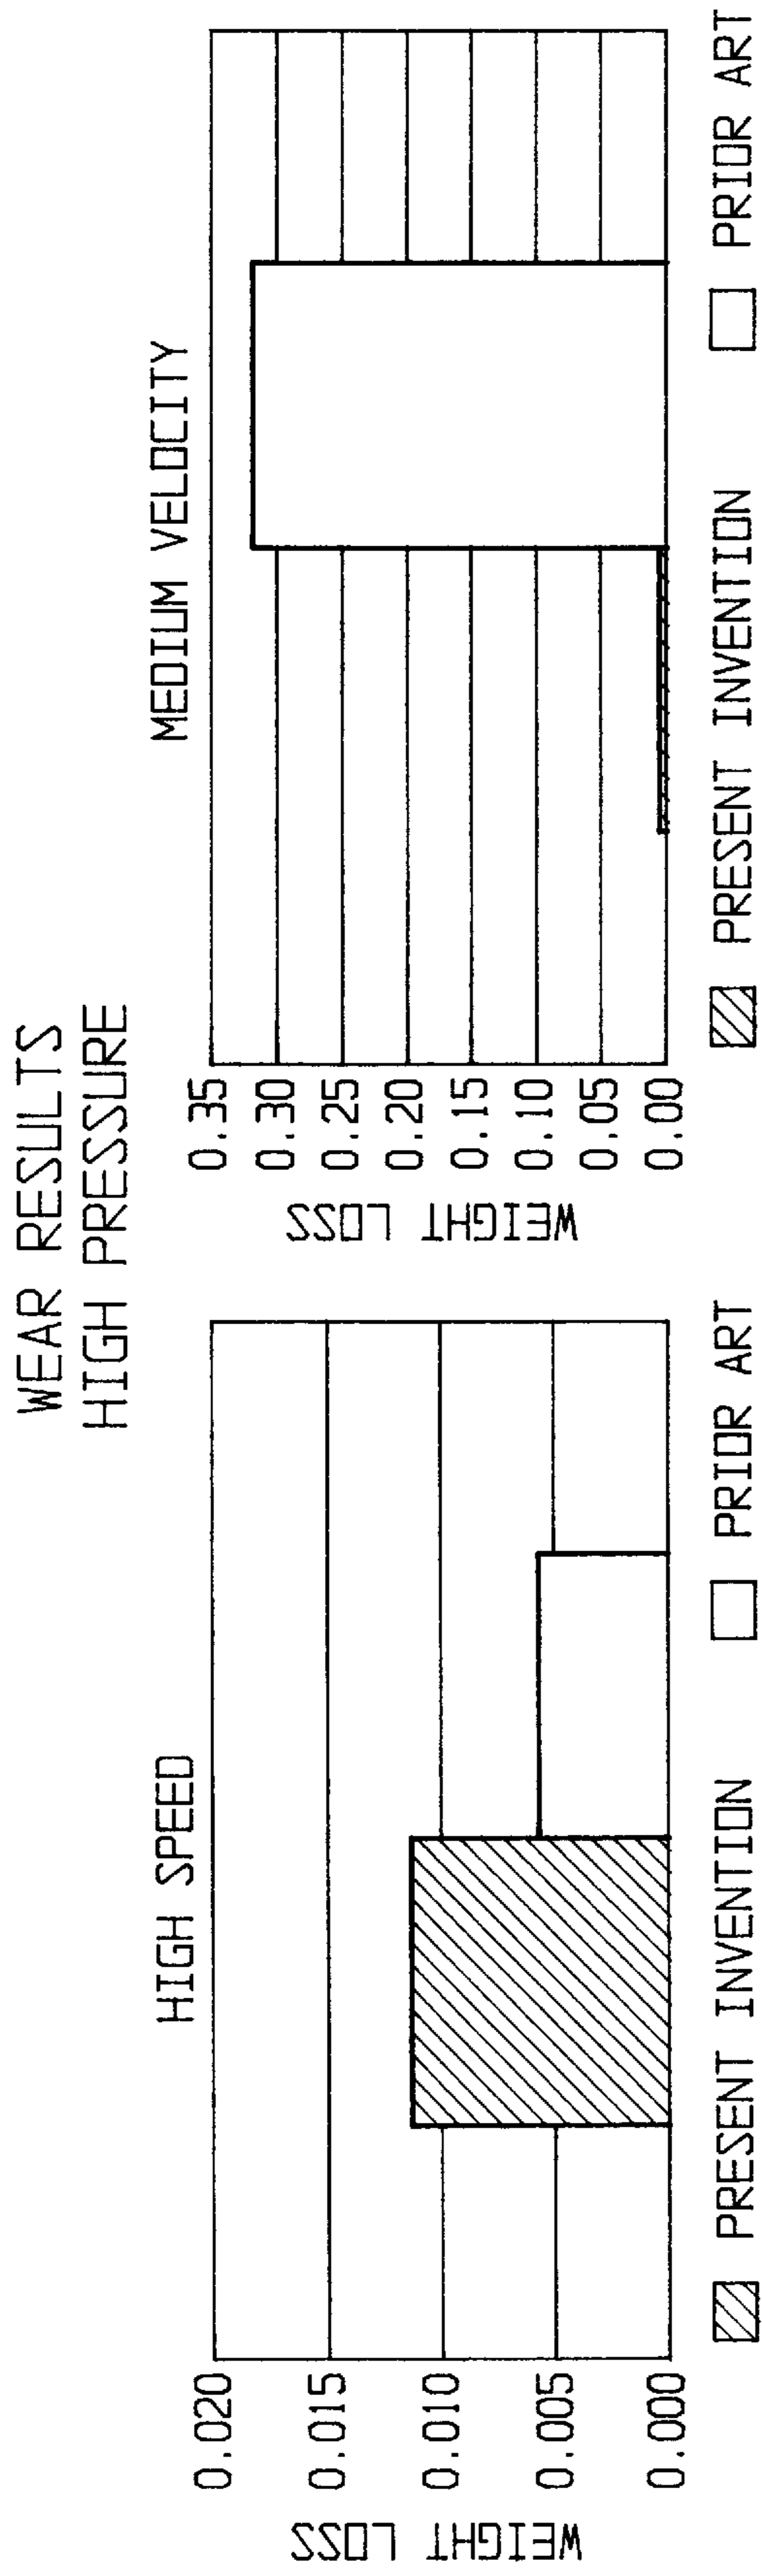 WEAR RESULTS
HIGH PRESSURE
HIGH SPEED
WEIGHT LOSS
0.020
0.015
0.010
0.005
0.000
PRESENT INVENTION PRIOR ART
MEDIUM VELOCITY
WEIGHT LOSS
0.35
0.30
0.25
0.20
0.15
0.10
0.05
0.00
PRESENT INVENTION PRIOR ART